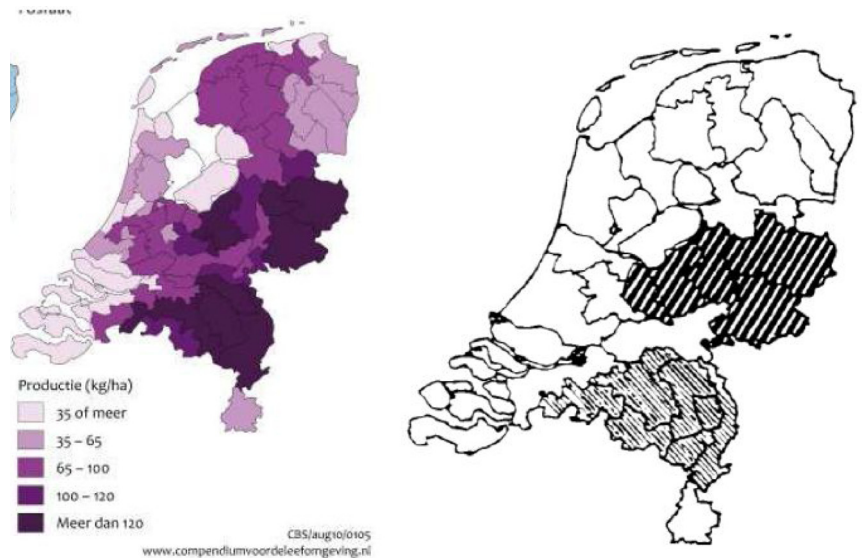 Productie (kg/ha)
35 of meer
35 – 65
65 – 100
100 – 120
Meer dan 120
CBS/aug10/0105
www.compendiumvoordeleefomgeving.nl